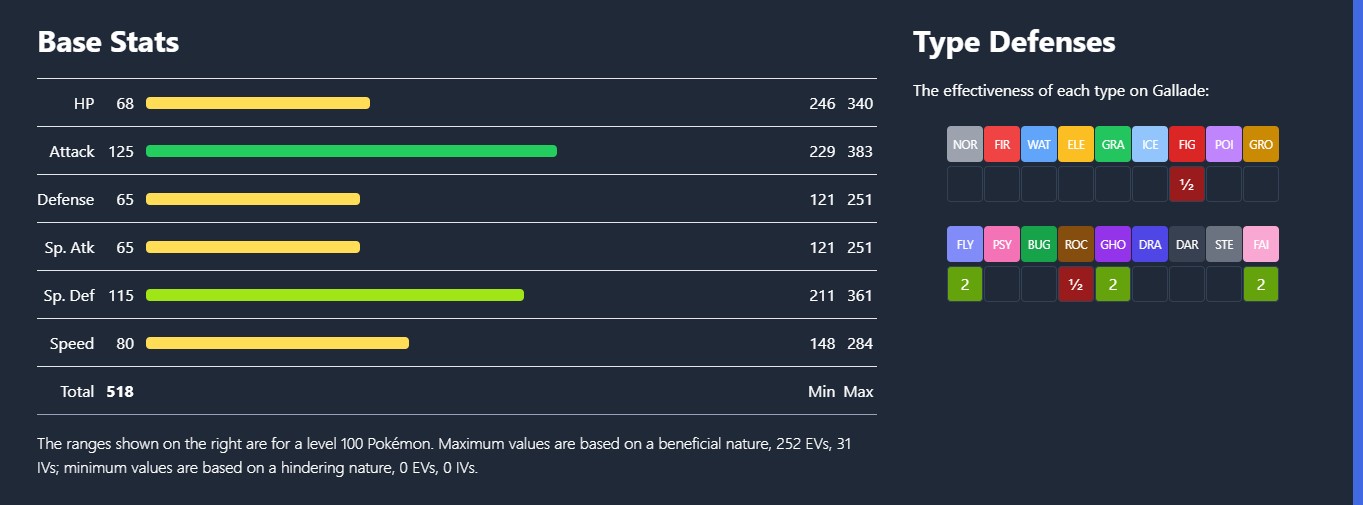 Base Stats
HP 68 246 340
Attack 125 229 383
Defense 65 121 251
Sp. Atk 65 121 251
Sp. Def 115 211 361
Speed 80 148 284
Total 518 Min Max
The ranges shown on the right are for a level 100 Pokémon. Maximum values are based on a beneficial nature, 252 EVs, 31
IVs; minimum values are based on a hindering nature, 0 EVs, 0 IVs.
Type Defenses
The effectiveness of each type on Gallade:
NOR FIR WAT ELE GRA ICE FIG POI GRO
½
FLY PSY BUG ROC GHO DRA DAR STE FAI
2 ½ 2 2